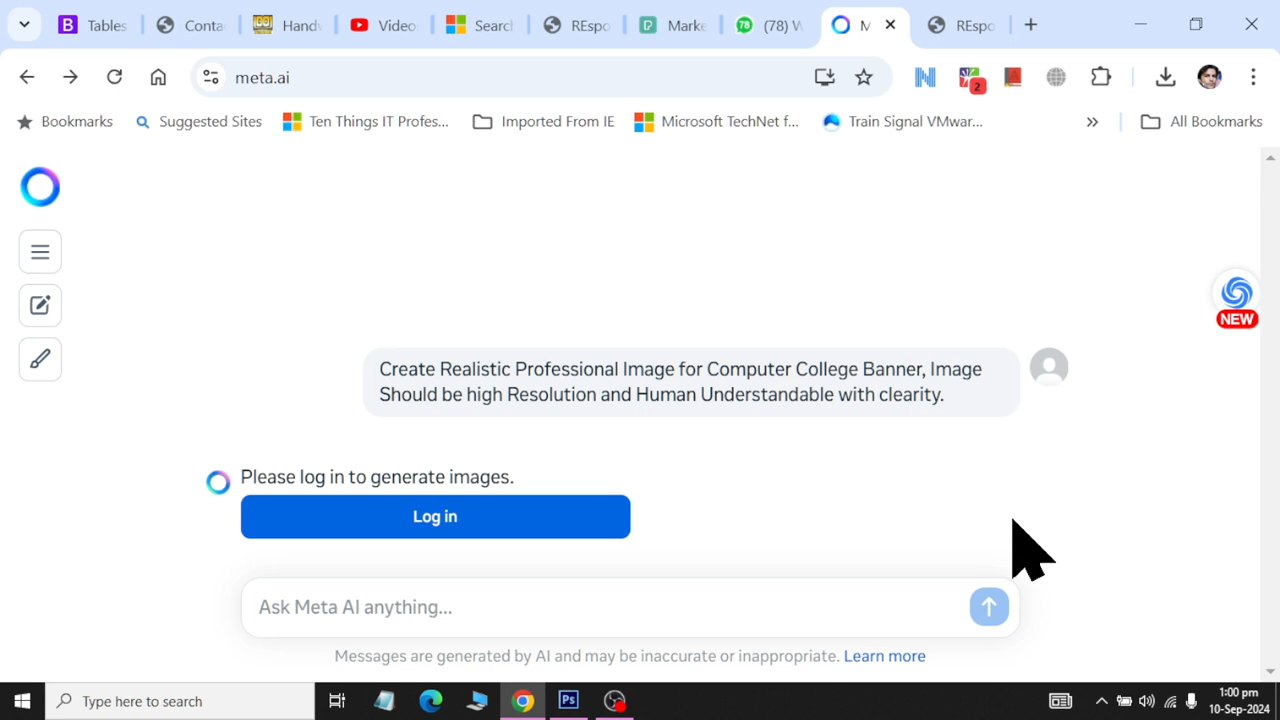 Tables
Conta
Handw
Video
Searc
REspo
Marke
78
(78) W
M
REspo
meta.ai
2
Bookmarks
Suggested Sites
Ten Things IT Profes...
Imported From IE
Microsoft TechNet f...
Train Signal VMwar...
All Bookmarks
NEW
Create Realistic Professional Image for Computer College Banner, Image
Should be high Resolution and Human Understandable with clearity.
Please log in to generate images.
Log in
Ask Meta AI anything...
Messages are generated by AI and may be inaccurate or inappropriate. Learn more
Type here to search
Ps
1:00 pm
10-Sep-2024